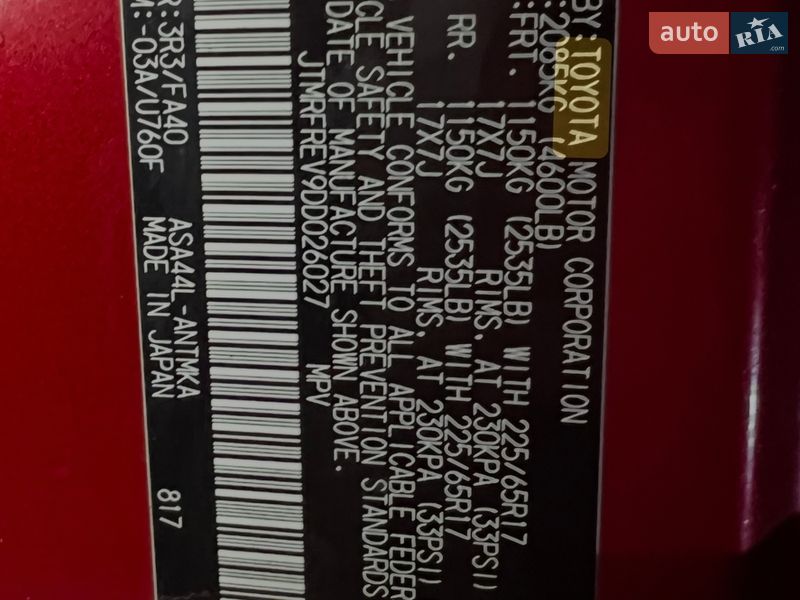 BY: TOYOTA MOTOR CORPORATION
: 2085KG (4600LB)
: FRT. 1150KG (2535LB) WITH 225/65R17
17X7J RIMS, AT 230KPA (33PSI)
RR. 1150KG (2535LB) WITH 225/65R17
17X7J RIMS, AT 230KPA (33PSI)
VEHICLE CONFORMS TO ALL APPLICABLE FEDER
CLE SAFETY AND THEFT PREVENTION STANDARDS
DATE OF MANUFACTURE SHOWN ABOVE.
JTMRFREV9DD026027 MPV
R: 3R3/FA40 ASA44L-ANTMKA 817
M: -03A/U760F MADE IN JAPAN
auto RIA .com